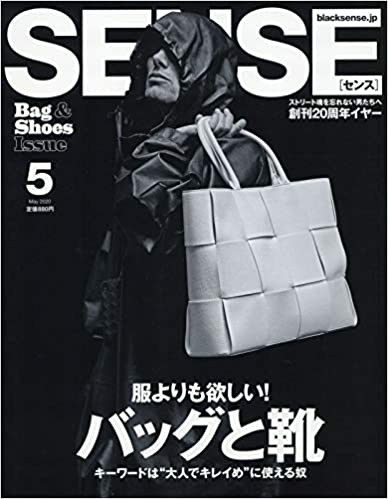 SENSE
blacksense.jp
[センス]
ストリート魂を忘れない男たちへ
創刊20周年イヤー
Bag &
Shoes
Issue
5
May 2020
定価880円
服よりも欲しい!
バッグと靴
キーワードは“大人でキレイめ”に使える奴